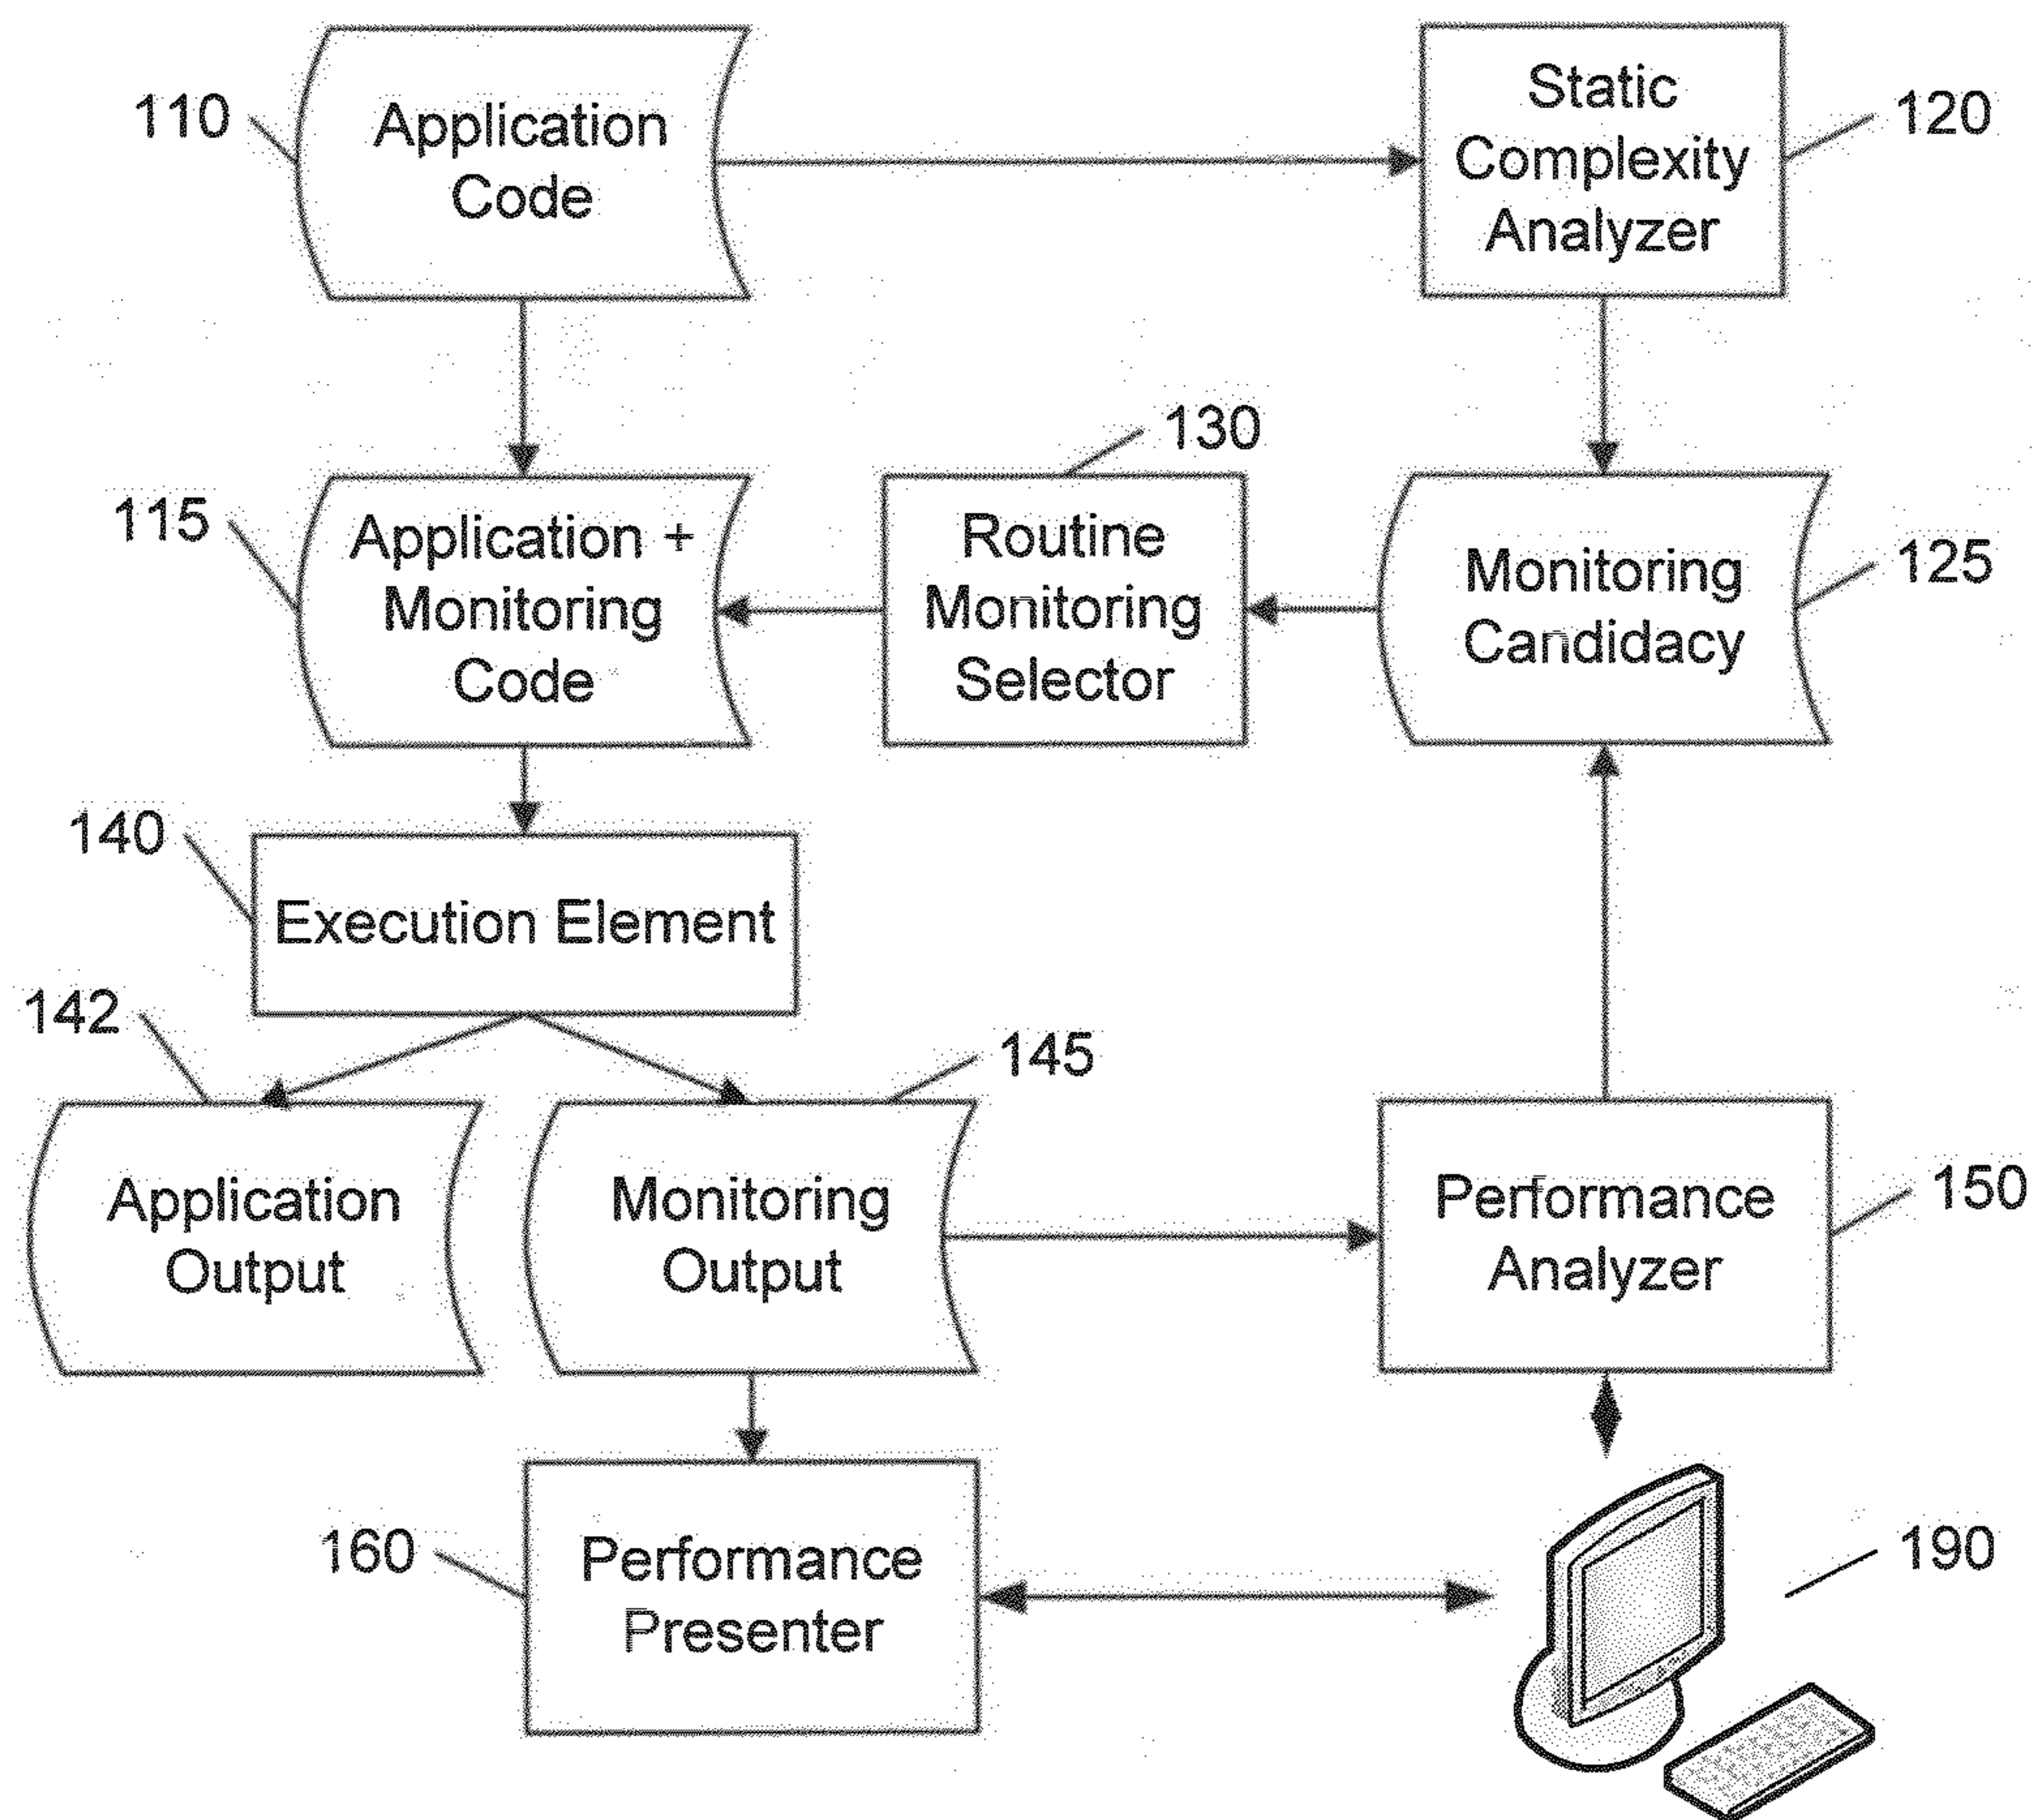 110
Application
Code
Static
Complexity
Analyzer
120
130
115
Application +
Monitoring
Code
Routine
Monitoring
Selector
Monitoring
Candidacy
125
140
Execution Element
142
145
Application
Output
Monitoring
Output
Performance
Analyzer
150
160
Performance
Presenter
190